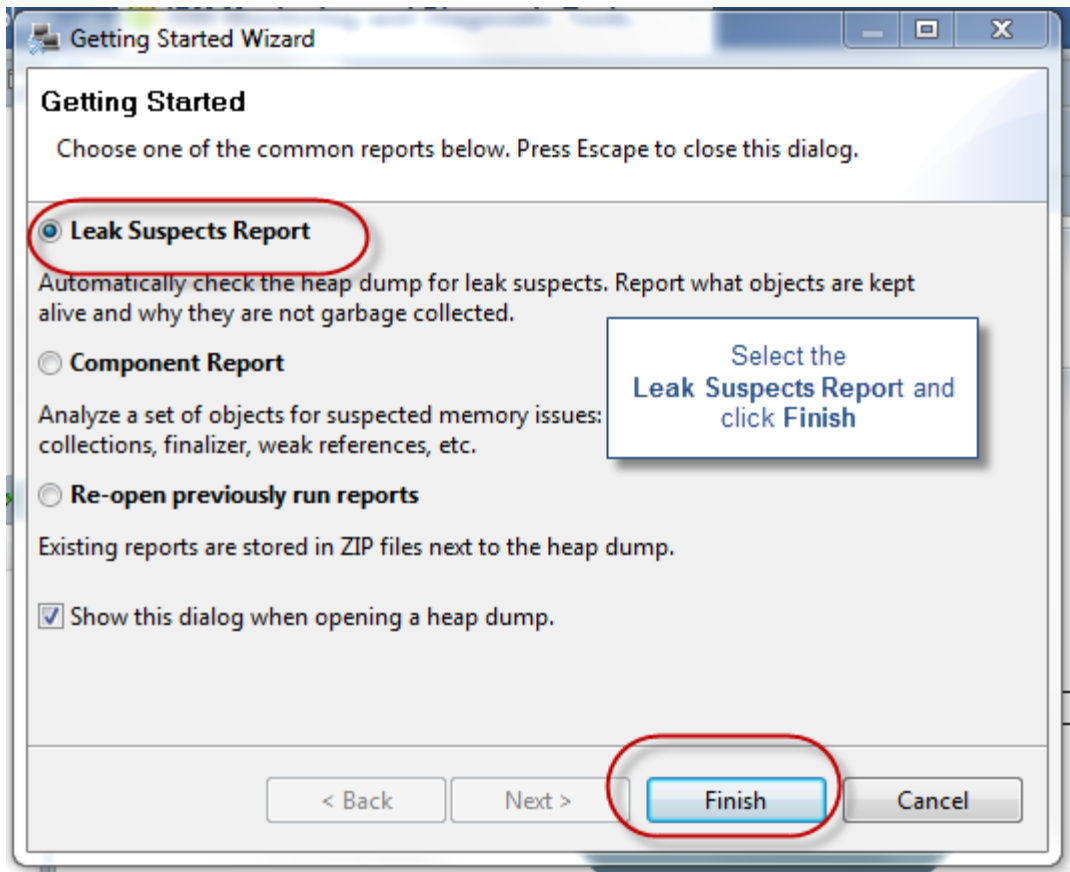 Getting Started Wizard
Getting Started
Choose one of the common reports below. Press Escape to close this dialog.
Leak Suspects Report
Automatically check the heap dump for leak suspects. Report what objects are kept
alive and why they are not garbage collected.
Component Report
Analyze a set of objects for suspected memory issues:
collections, finalizer, weak references, etc.
Select the
Leak Suspects Report and
click Finish
Re-open previously run reports
Existing reports are stored in ZIP files next to the heap dump.
Show this dialog when opening a heap dump.
< Back
Next >
Finish
Cancel